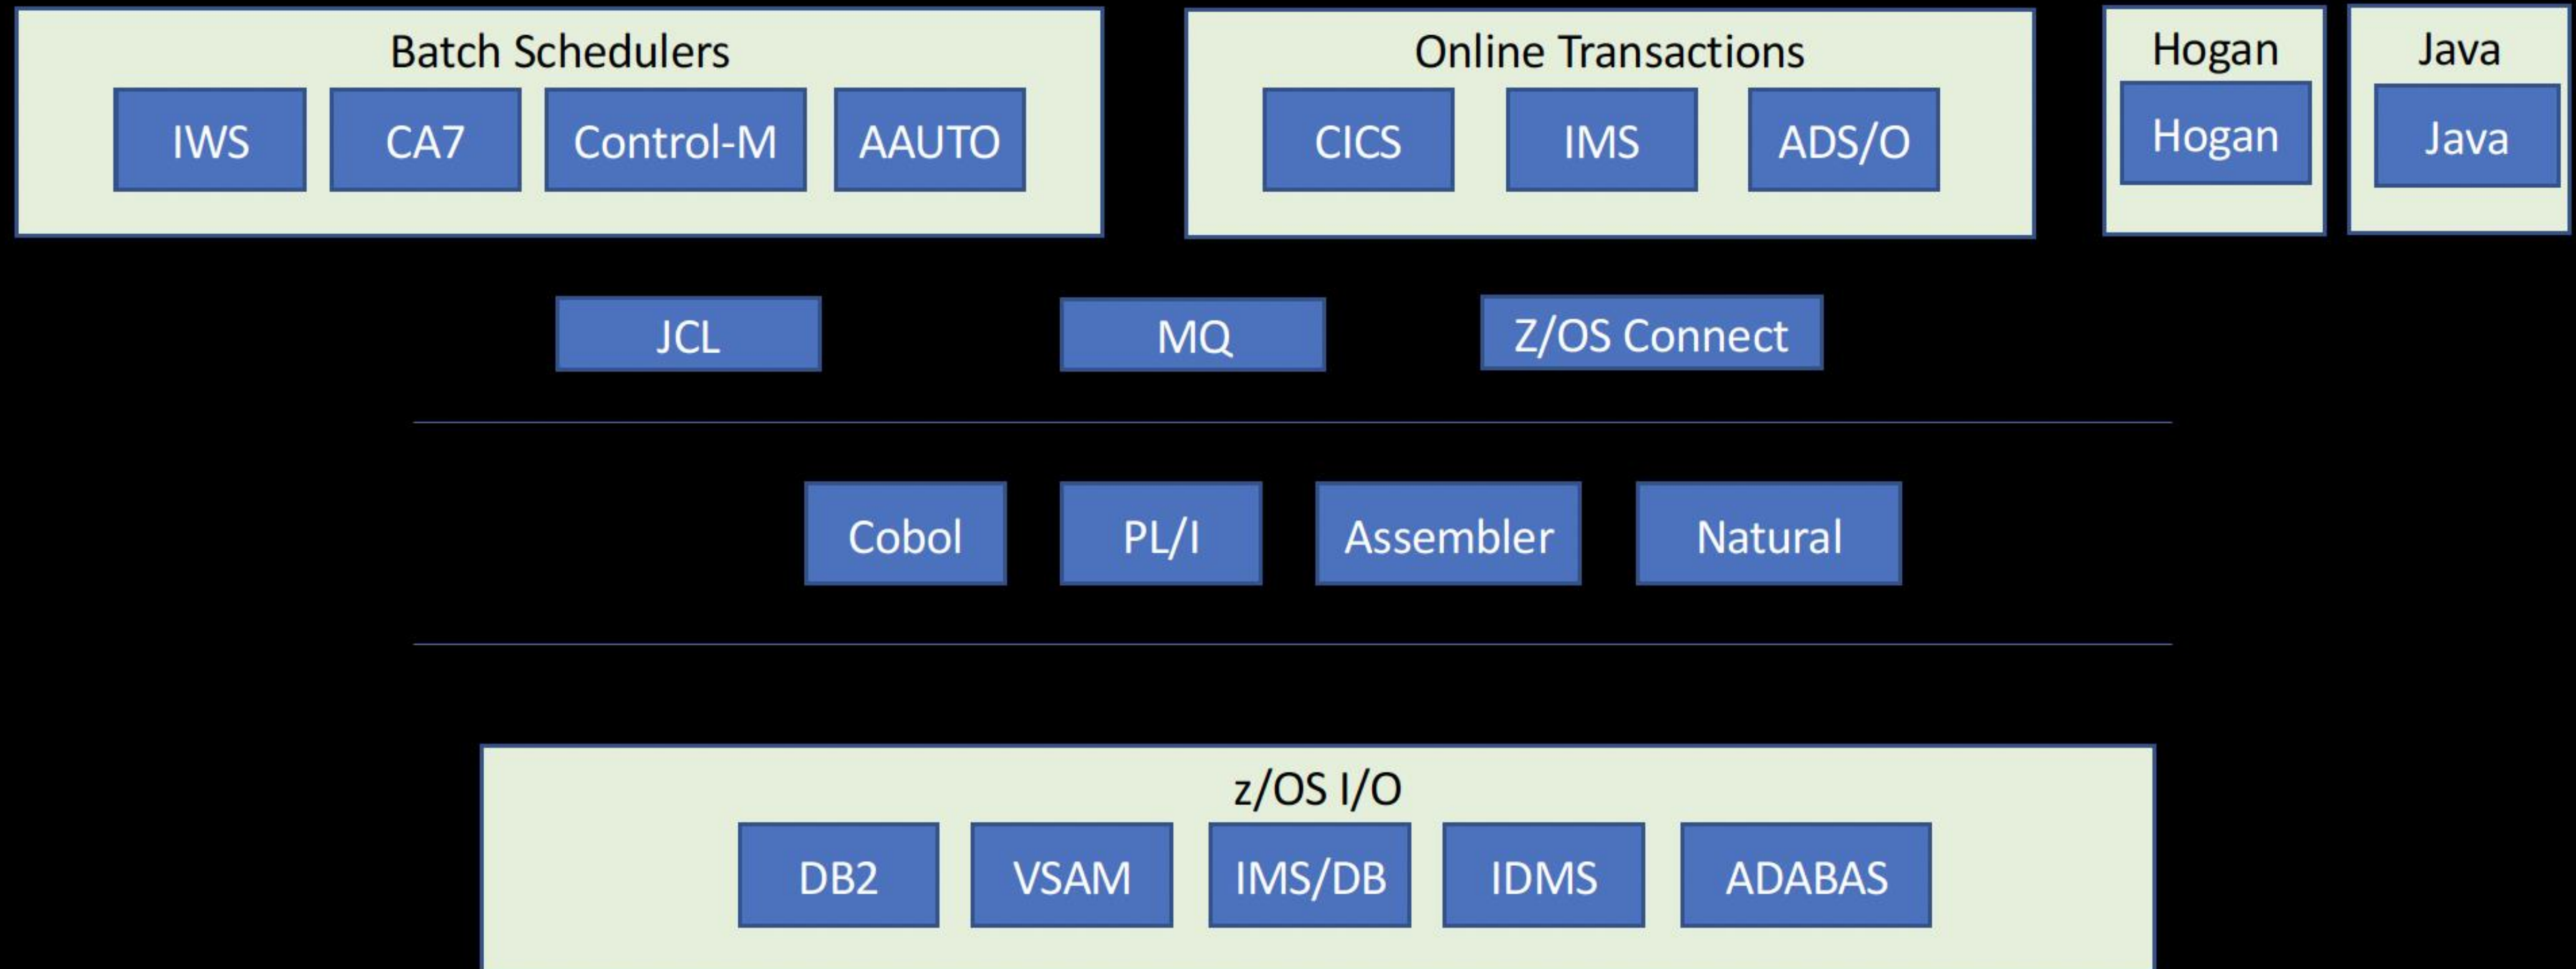 Batch Schedulers
IWS CA7 Control-M AAUTO
Online Transactions
CICS IMS ADS/O
Hogan
Hogan
Java
Java
JCL MQ Z/OS Connect
Cobol PL/I Assembler Natural
z/OS I/O
DB2 VSAM IMS/DB IDMS ADABAS